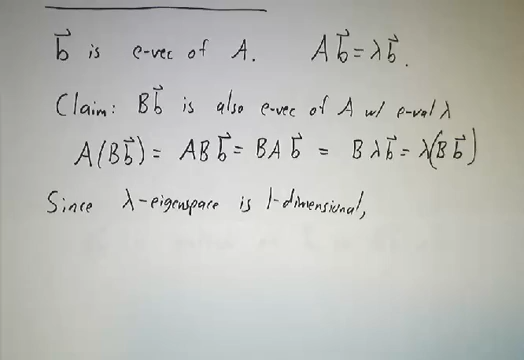 b⃗ is e-vec of A. Ab⃗ = λb⃗.
Claim: Bb⃗ is also e-vec of A w/ e-val λ
A(Bb⃗) = ABb⃗ = BAb⃗ = Bλb⃗ = λ(Bb⃗)
Since λ-eigenspace is 1-dimensional,